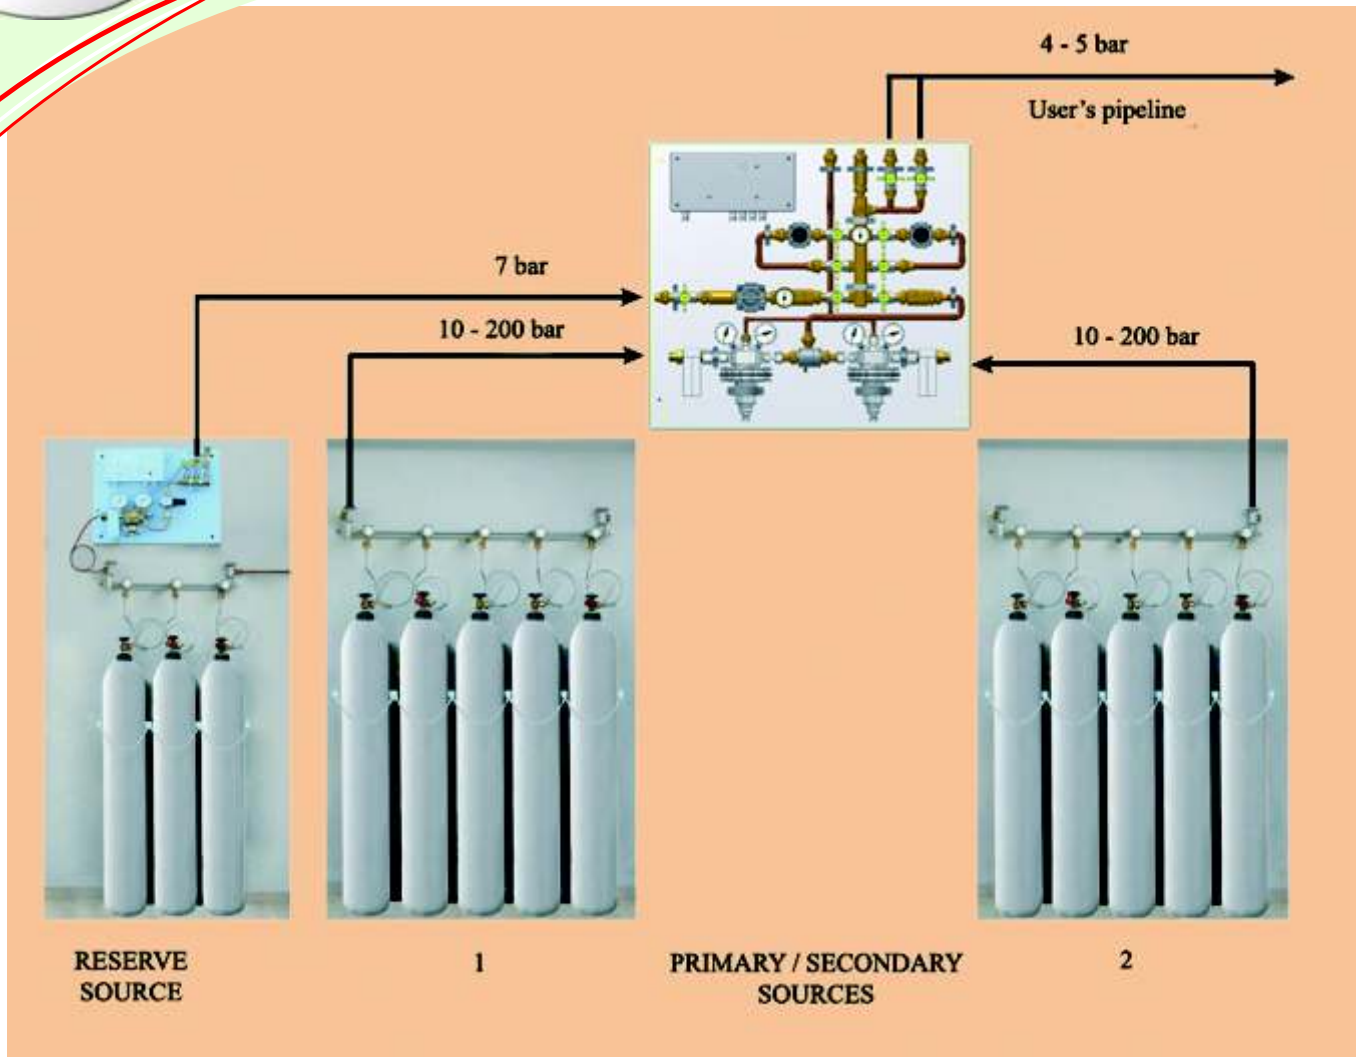 4 - 5 bar
User's pipeline
7 bar
10 - 200 bar
10 - 200 bar
RESERVE
SOURCE
1
PRIMARY / SECONDARY
SOURCES
2